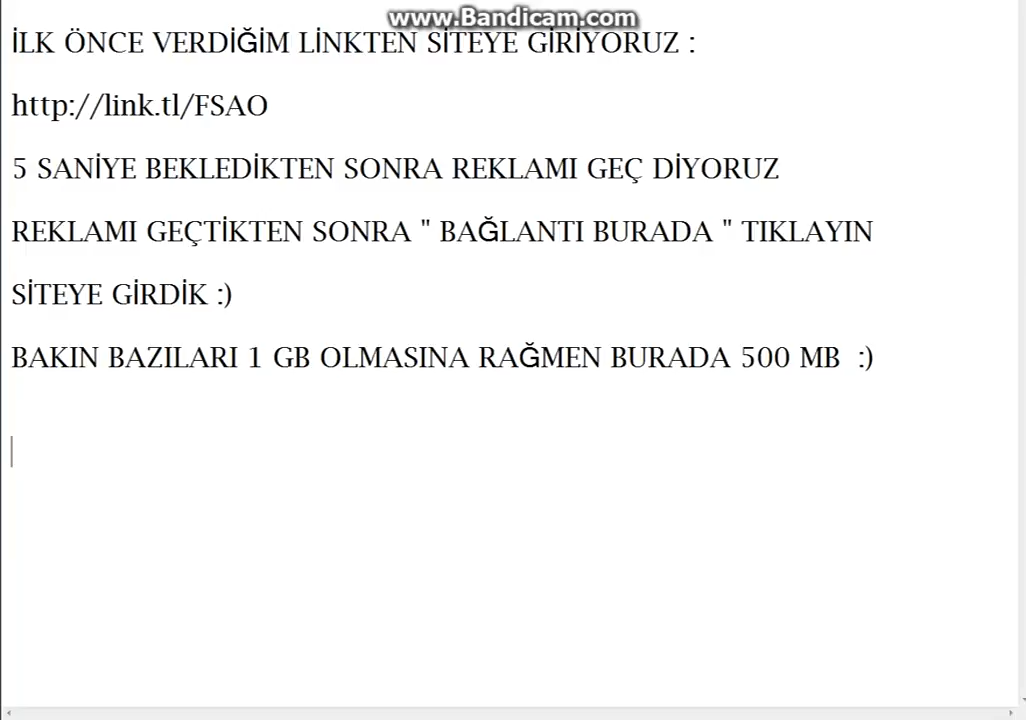 www.Bandicam.com
İLK ÖNCE VERDİĞİM LİNKTEN SİTEYE GİRİYORUZ :
http://link.tl/FSAO
5 SANİYE BEKLEDİKTEN SONRA REKLAMI GEÇ DİYORUZ
REKLAMI GEÇTİKTEN SONRA " BAĞLANTI BURADA " TIKLAYIN
SİTEYE GİRDİK :)
BAKIN BAZILARI 1 GB OLMASINA RAĞMEN BURADA 500 MB  :)